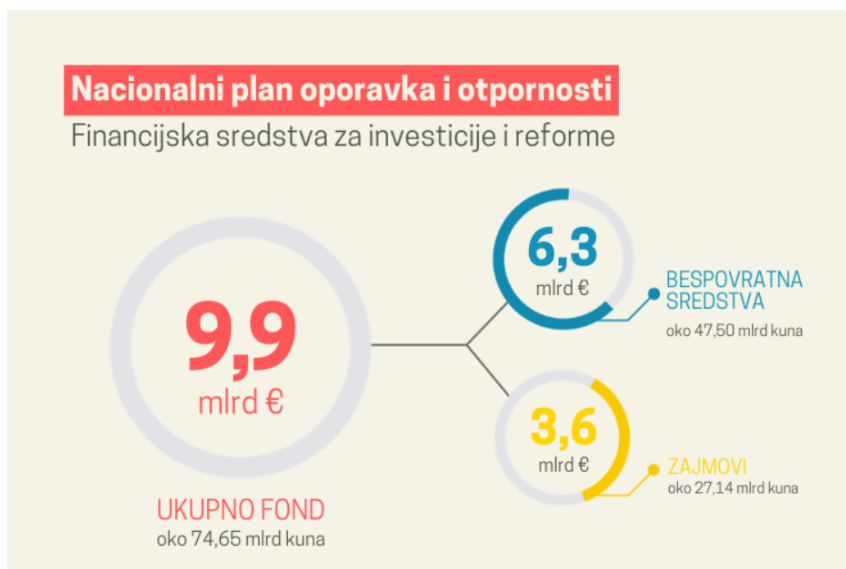 Nacionalni plan oporavka i otpornosti
Financijska sredstva za investicije i reforme
9,9
mlrd €
UKUPNO FOND
oko 74,65 mlrd kuna
6,3
mlrd €
BESPOVRATNA
SREDSTVA
oko 47,50 mlrd kuna
3,6
mlrd €
ZAJMOVI
oko 27,14 mlrd kuna